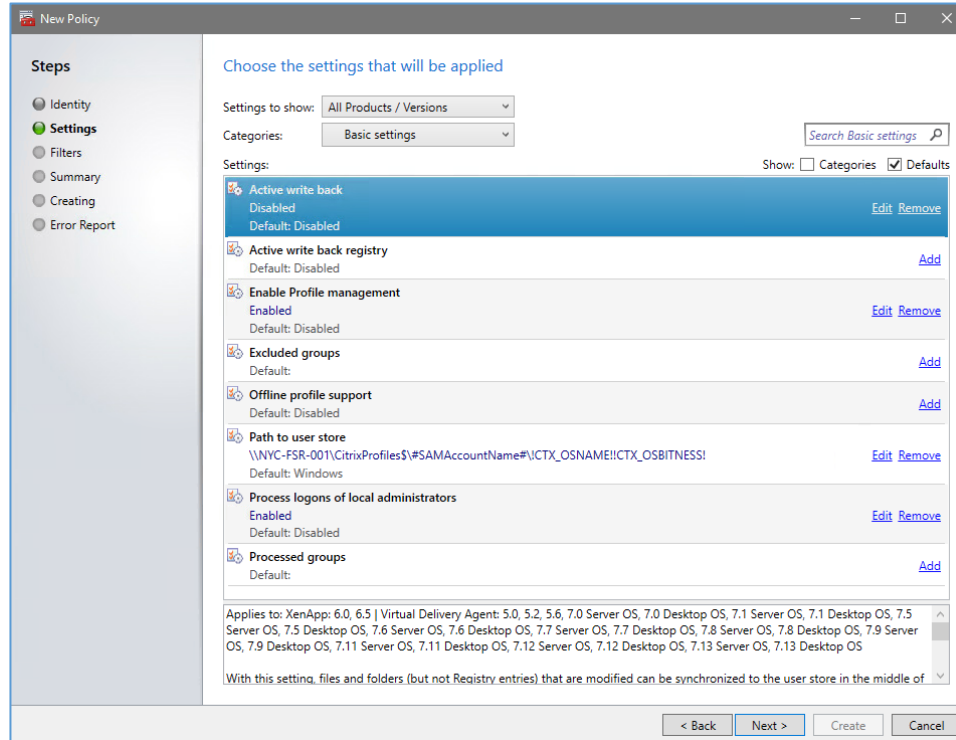 New Policy
Steps
Identity
Settings
Filters
Summary
Creating
Error Report
Choose the settings that will be applied
Settings to show: All Products / Versions
Categories: Basic settings
Search Basic settings
Settings:
Show: Categories Defaults
Active write back
Disabled
Edit Remove
Default: Disabled
Active write back registry
Add
Default: Disabled
Enable Profile management
Enabled
Edit Remove
Default: Disabled
Excluded groups
Add
Default:
Offline profile support
Add
Default: Disabled
Path to user store
\\NYC-FSR-001\CitrixProfiles$\#SAMAccountName#\!CTX_OSNAME!!CTX_OSBITNESS!
Edit Remove
Default: Windows
Process logons of local administrators
Enabled
Edit Remove
Default: Disabled
Processed groups
Add
Default:
Applies to: XenApp: 6.0, 6.5 | Virtual Delivery Agent: 5.0, 5.2, 5.6, 7.0 Server OS, 7.0 Desktop OS, 7.1 Server OS, 7.1 Desktop OS, 7.5
Server OS, 7.5 Desktop OS, 7.6 Server OS, 7.6 Desktop OS, 7.7 Server OS, 7.7 Desktop OS, 7.8 Server OS, 7.8 Desktop OS, 7.9 Server
OS, 7.9 Desktop OS, 7.11 Server OS, 7.11 Desktop OS, 7.12 Server OS, 7.12 Desktop OS, 7.13 Server OS, 7.13 Desktop OS
With this setting, files and folders (but not Registry entries) that are modified can be synchronized to the user store in the middle of
< Back
Next >
Create
Cancel